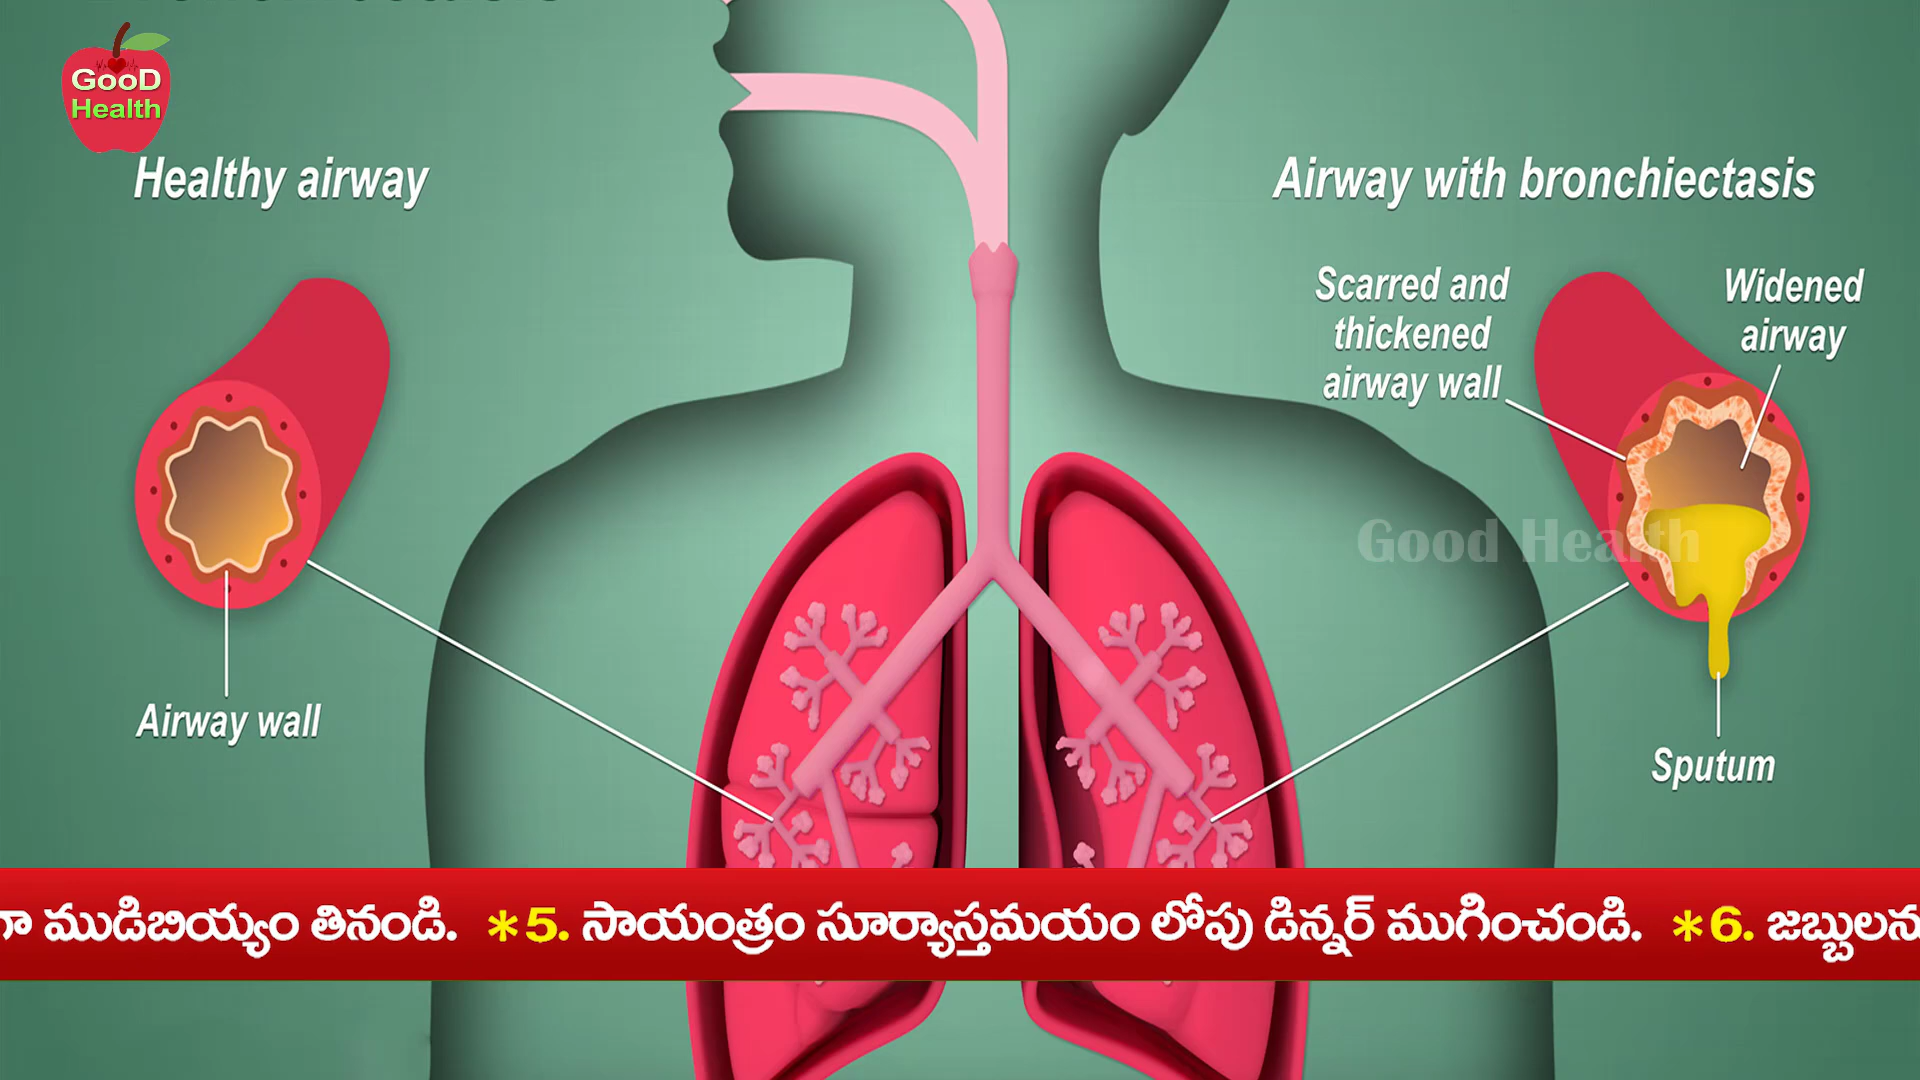 GooD
Health
Healthy airway
Airway with bronchiectasis
Scarred and
thickened
airway wall
Widened
airway
Good Health
Airway wall
Sputum
ముడిబియ్యం తినండి. *5. సాయంత్రం సూర్యాస్తమయం లోపు డిన్నర్ ముగించండి. *6.